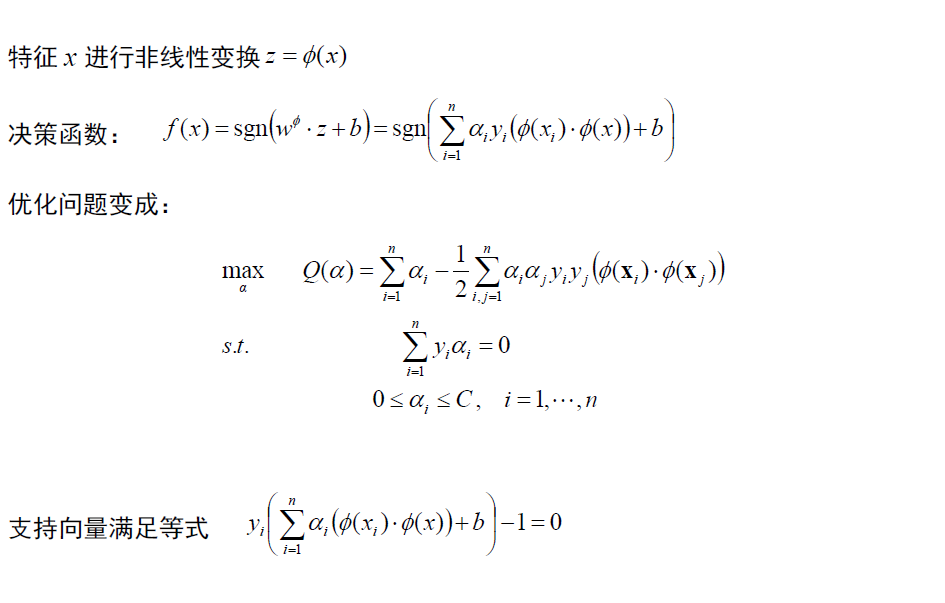 特征 x 进行非线性变换 z = ϕ(x)
决策函数： f(x) = sgn(w^ϕ · z + b) = sgn(∑_{i=1}^{n} α_i y_i (ϕ(x_i) · ϕ(x)) + b)
优化问题变成：
max_α Q(α) = ∑_{i=1}^{n} α_i − 1/2 ∑_{i,j=1}^{n} α_i α_j y_i y_j (ϕ(𝐱_i) · ϕ(𝐱_j))
s.t. ∑_{i=1}^{n} y_i α_i = 0
0 ≤ α_i ≤ C, i = 1, ⋯, n
支持向量满足等式 y_i (∑_{i=1}^{n} α_i (ϕ(x_i) · ϕ(x)) + b) − 1 = 0